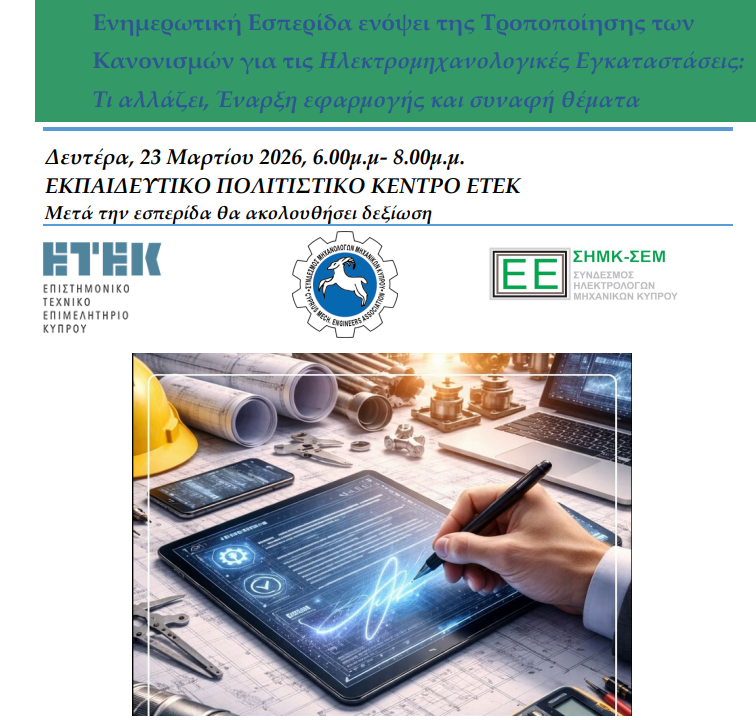 Ενημερωτική Εσπερίδα ενόψει της Τροποποίησης των
Κανονισμών για τις Ηλεκτρομηχανολογικές Εγκαταστάσεις:
Τι αλλάζει, Έναρξη εφαρμογής και συναφή θέματα
Δευτέρα, 23 Μαρτίου 2026, 6.00μ.μ- 8.00μ.μ.
ΕΚΠΑΙΔΕΥΤΙΚΟ ΠΟΛΙΤΙΣΤΙΚΟ ΚΕΝΤΡΟ ΕΤΕΚ
Μετά την εσπερίδα θα ακολουθήσει δεξίωση
ΕΤΕΚ
ΕΠΙΣΤΗΜΟΝΙΚΟ
ΤΕΧΝΙΚΟ
ΕΠΙΜΕΛΗΤΗΡΙΟ
ΚΥΠΡΟΥ
ΣΥΝΔΕΣΜΟΣ ΜΗΧΑΝΟΛΟΓΩΝ ΜΗΧΑΝΙΚΩΝ ΚΥΠΡΟΥ
CYPRUS MECH. ENGINEERS ASSOCIATION
ΕΕ
ΣΗΜΚ-ΣΕΜ
ΣΥΝΔΕΣΜΟΣ
ΗΛΕΚΤΡΟΛΟΓΩΝ
ΜΗΧΑΝΙΚΩΝ ΚΥΠΡΟΥ